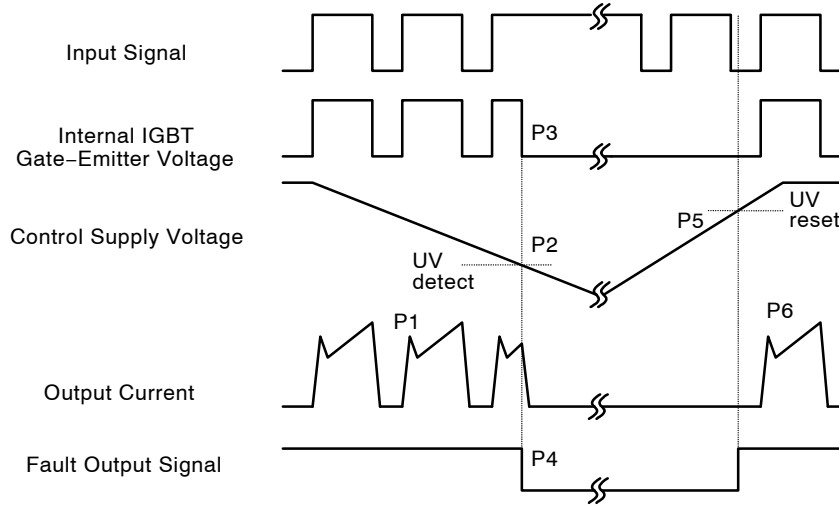 Input Signal
P3
Internal IGBT
Gate−Emitter Voltage
UV
reset
P5
Control Supply Voltage
P2
UV
detect
P1
P6
Output Current
P4
Fault Output Signal